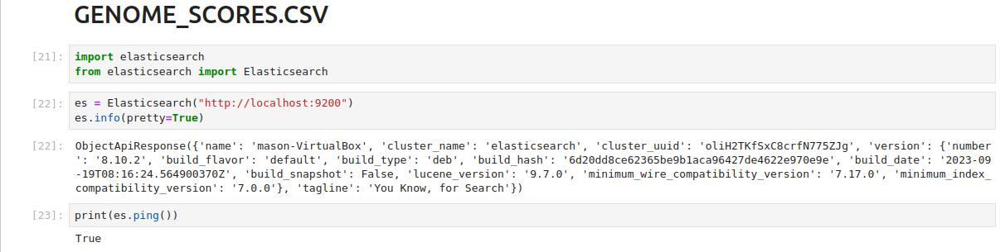 GENOME_SCORES.CSV
[21]: import elasticsearch
from elasticsearch import Elasticsearch
[22]: es = Elasticsearch("http://localhost:9200")
es.info(pretty=True)
[22]: ObjectApiResponse({'name': 'mason-VirtualBox', 'cluster_name': 'elasticsearch', 'cluster_uuid': 'oliH2TKfSxC8crfN775ZJg', 'version': {'number
': '8.10.2', 'build_flavor': 'default', 'build_type': 'deb', 'build_hash': '6d20dd8ce62365be9b1aca96427de4622e970e9e', 'build_date': '2023-09
-19T08:16:24.564900370Z', 'build_snapshot': False, 'lucene_version': '9.7.0', 'minimum_wire_compatibility_version': '7.17.0', 'minimum_index_
compatibility_version': '7.0.0'}, 'tagline': 'You Know, for Search'})
[23]: print(es.ping())
True